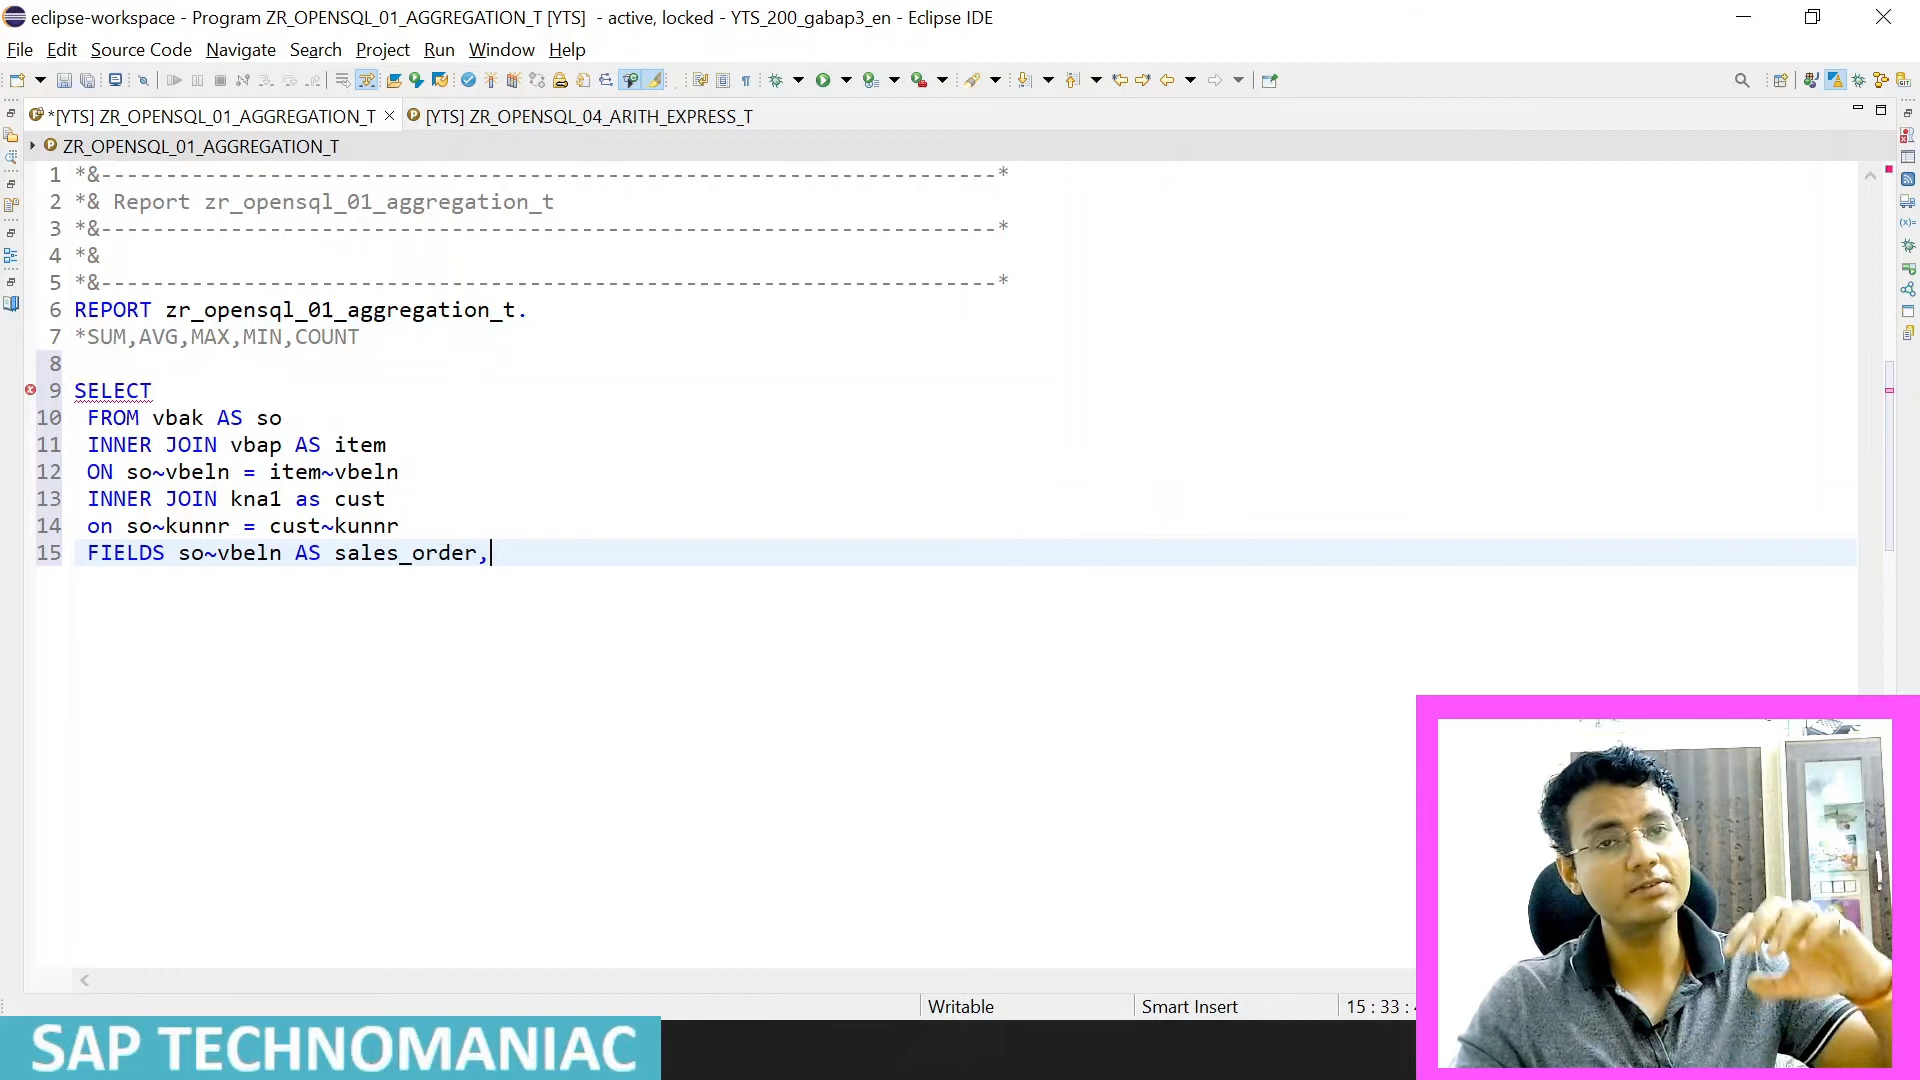 eclipse-workspace - Program ZR_OPENSQL_01_AGGREGATION_T [YTS]  - active, locked - YTS_200_gabap3_en - Eclipse IDE
File Edit Source Code Navigate Search Project Run Window Help
*[YTS] ZR_OPENSQL_01_AGGREGATION_T [YTS] ZR_OPENSQL_04_ARITH_EXPRESS_T
ZR_OPENSQL_01_AGGREGATION_T
1 *&---------------------------------------------------------------------*
2 *& Report zr_opensql_01_aggregation_t
3 *&---------------------------------------------------------------------*
4 *&
5 *&---------------------------------------------------------------------*
6 REPORT zr_opensql_01_aggregation_t.
7 *SUM,AVG,MAX,MIN,COUNT
8
9 SELECT
10 FROM vbak AS so
11 INNER JOIN vbap AS item
12 ON so~vbeln = item~vbeln
13 INNER JOIN kna1 as cust
14 on so~kunnr = cust~kunnr
15 FIELDS so~vbeln AS sales_order,
Writable Smart Insert 15 : 33 :
SAP TECHNOMANIAC